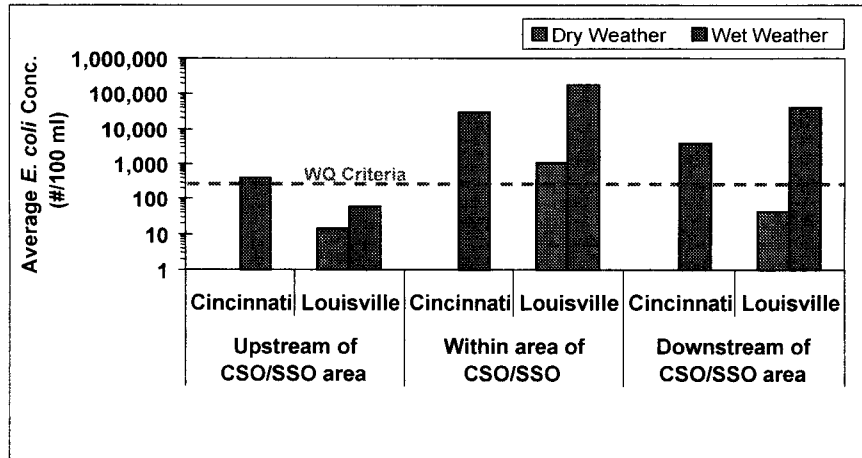 Dry Weather Wet Weather
Average E. coli Conc.
(#/100 ml)
1,000,000
100,000
10,000
1,000
100
10
1
WQ Criteria
Cincinnati Louisville Cincinnati Louisville Cincinnati Louisville
Upstream of Within area of Downstream of
CSO/SSO area CSO/SSO CSO/SSO area